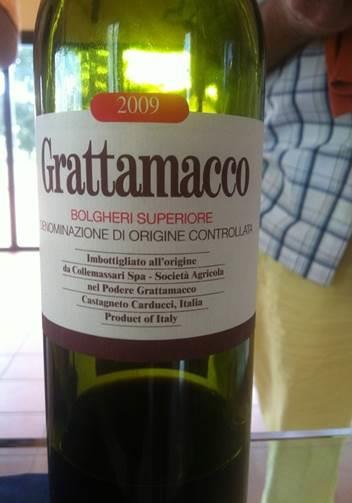 2009
Grattamacco
BOLGHERI SUPERIORE
DENOMINAZIONE DI ORIGINE CONTROLLATA
Imbottigliato all'origine
da Collemassari Spa - Società Agricola
nel Podere Grattamacco
Castagneto Carducci, Italia
Product of Italy